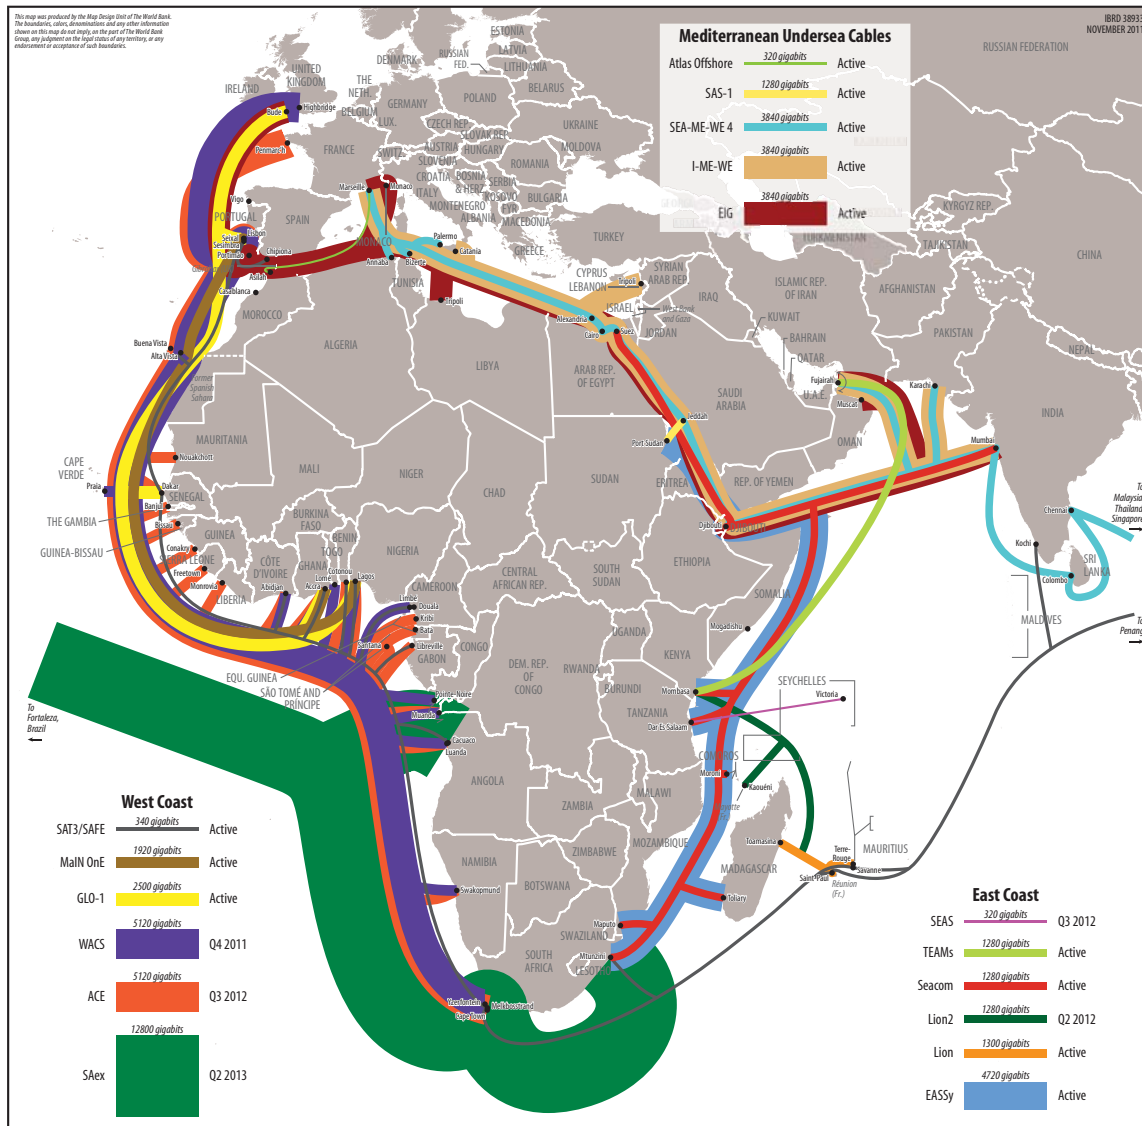 This map was produced by the Map Design Unit of The World Bank.
The boundaries, colors, denominations and any other information
shown on this map do not imply, on the part of The World Bank
Group, any judgment on the legal status of any territory, or any
endorsement or acceptance of such boundaries.
IBRD 38933
NOVEMBER 2011
Mediterranean Undersea Cables
320 gigabits
Atlas Offshore
Active
1280 gigabits
SAS-1
Active
3840 gigabits
SEA-ME-WE 4
Active
3840 gigabits
I-ME-WE
Active
3840 gigabits
EIG
Active
ESTONIA
LATVIA
LITHUANIA
RUSSIAN
FED.
RUSSIAN FEDERATION
DENMARK
UNITED
KINGDOM
IRELAND
THE
NETH.
BELARUS
POLAND
GERMANY
BELGIUM
LUX.
Highbridge
Bude
UKRAINE
CZECH REP.
SLOVAK REP.
MOLDOVA
AUSTRIA
HUNGARY
Penmarch
FRANCE
SWITZ.
SLOVENIA
ROMANIA
CROATIA
BOSNIA
& HERZ
SERBIA
ITALY
KOSOVO
BULGARIA
MONTENEGRO
FYR
MACEDONIA
ALBANIA
Marseille
Monaco
MONACO
Vigo
PORTUGAL
SPAIN
Lisbon
Seixal
Sesimbra
Portimao
Chipiona
Asilah
Casablanca
Palermo
Catania
Annaba
Bizerte
GREECE
TURKEY
TURKMENISTAN
KYRGYZ REP.
TAJIKISTAN
CHINA
CYPRUS
LEBANON
SYRIAN
ARAB REP.
Tripoli
ISRAEL
West Bank
and Gaza
JORDAN
IRAQ
ISLAMIC REP.
OF IRAN
AFGHANISTAN
PAKISTAN
KUWAIT
BAHRAIN
QATAR
NEPAL
TUNISIA
Tripoli
MOROCCO
Alexandria
Cairo
Suez
ALGERIA
LIBYA
ARAB REP.
OF EGYPT
SAUDI
ARABIA
Fujairah
U.A.E.
Muscat
Karachi
INDIA
Buena Vista
Alta Vista
Former
Spanish
Sahara
Jeddah
Port Sudan
OMAN
Mumbai
MAURITANIA
Nouakchott
CAPE
VERDE
Praia
MALI
NIGER
CHAD
SUDAN
ERITREA
REP. OF YEMEN
Dakar
SENEGAL
Banjul
THE GAMBIA
Bissau
GUINEA-BISSAU
GUINEA
BURKINA
FASO
BENIN
TOGO
NIGERIA
Djibouti
DJIBOUTI
Chennai
To
Malaysia,
Thailand,
Singapore
Kochi
SRI
LANKA
Colombo
Conakry
SIERRA LEONE
Freetown
CÔTE
D'IVOIRE
GHANA
Cotonou
Lomé
Accra
Lagos
Monrovia
LIBERIA
Abidjan
CAMEROON
CENTRAL
AFRICAN REP.
SOUTH
SUDAN
ETHIOPIA
SOMALIA
Limbe
Douala
Kribi
Bata
Libreville
Santana
GABON
CONGO
EQU. GUINEA
SÃO TOMÉ AND
PRÍNCIPE
UGANDA
KENYA
Mogadishu
MALDIVES
To
Penang
DEM. REP.
OF
CONGO
RWANDA
BURUNDI
SEYCHELLES
Victoria
Mombasa
TANZANIA
Dar Es Salaam
Pointe-Noire
Muanda
Cacuaco
Luanda
To
Fortaleza,
Brazil
COMOROS
Moroni
Kaouéni
Mayotte
(Fr.)
ANGOLA
MALAWI
ZAMBIA
MOZAMBIQUE
ZIMBABWE
Toamasina
MADAGASCAR
Terre-
Rouge
Savanne
MAURITIUS
Saint-Paul
Réunion
(Fr.)
NAMIBIA
Swakopmund
BOTSWANA
Toliary
Maputo
SWAZILAND
Mtunzini
LESOTHO
SOUTH
AFRICA
Yzerfontein
Melkbosstrand
Cape Town
West Coast
340 gigabits
SAT3/SAFE
Active
1920 gigabits
MaIN OnE
Active
2500 gigabits
GLO-1
Active
5120 gigabits
WACS
Q4 2011
5120 gigabits
ACE
Q3 2012
12800 gigabits
SAex
Q2 2013
East Coast
320 gigabits
SEAS
Q3 2012
1280 gigabits
TEAMs
Active
1280 gigabits
Seacom
Active
1280 gigabits
Lion2
Q2 2012
1300 gigabits
Lion
Active
4720 gigabits
EASSy
Active